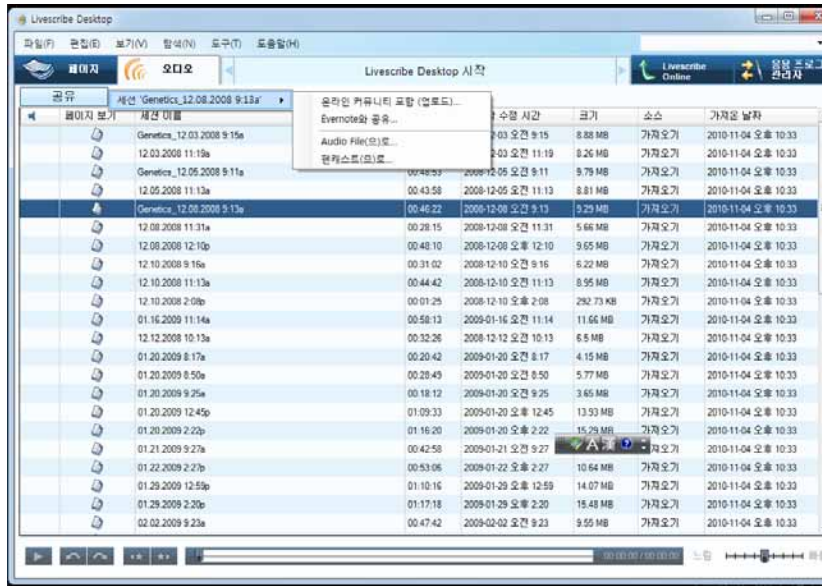 Livescribe Desktop
파일(F) 편집(E) 보기(V) 탐색(N) 도구(T) 도움말(H)
페이지 오디오 Livescribe Desktop 시작 Livescribe Online 응용 프로그 관리자
공유 세션 'Genetics_12.08.2008 9:13a'
온라인 커뮤니티 포함 (업로드)...
Evernote와 공유...
Audio File(으)로...
펜캐스트(으)로...
페이지 보기 세션 이름 수정 시간 크기 소스 가져온 날짜
Genetics_12.03.2008 9:15a -03 오전 9:15 8.88 MB 가져오기 2010-11-04 오후 10:33
12.03.2008 11:19a -03 오전 11:19 8.26 MB 가져오기 2010-11-04 오후 10:33
Genetics_12.05.2008 9:11a 00:48:53 2008-12-05 오전 9:11 9.79 MB 가져오기 2010-11-04 오후 10:33
12.05.2008 11:13a 00:43:58 2008-12-05 오전 11:13 8.81 MB 가져오기 2010-11-04 오후 10:33
Genetics_12.08.2008 9:13a 00:46:22 2008-12-08 오전 9:13 9.29 MB 가져오기 2010-11-04 오후 10:33
12.08.2008 11:31a 00:28:15 2008-12-08 오전 11:31 5.66 MB 가져오기 2010-11-04 오후 10:33
12.08.2008 12:10p 00:48:10 2008-12-08 오후 12:10 9.65 MB 가져오기 2010-11-04 오후 10:33
12.10.2008 9:16a 00:31:02 2008-12-10 오전 9:16 6.22 MB 가져오기 2010-11-04 오후 10:33
12.10.2008 11:13a 00:44:42 2008-12-10 오전 11:13 8.95 MB 가져오기 2010-11-04 오후 10:33
12.10.2008 2:08p 00:01:25 2008-12-10 오후 2:08 292.73 KB 가져오기 2010-11-04 오후 10:33
01.16.2009 11:14a 00:58:13 2009-01-16 오전 11:14 11.66 MB 가져오기 2010-11-04 오후 10:33
12.12.2008 10:13a 00:32:26 2008-12-12 오전 10:13 6.5 MB 가져오기 2010-11-04 오후 10:33
01.20.2009 8:17a 00:20:42 2009-01-20 오전 8:17 4.15 MB 가져오기 2010-11-04 오후 10:33
01.20.2009 8:50a 00:28:49 2009-01-20 오전 8:50 5.77 MB 가져오기 2010-11-04 오후 10:33
01.20.2009 9:25a 00:18:12 2009-01-20 오전 9:25 3.65 MB 가져오기 2010-11-04 오후 10:33
01.20.2009 12:45p 01:09:33 2009-01-20 오후 12:45 13.93 MB 가져오기 2010-11-04 오후 10:33
01.20.2009 2:22p 01:16:20 2009-01-20 오후 2:22 15.29 MB 가져오기 2010-11-04 오후 10:33
01.21.2009 9:27a 00:42:58 2009-01-21 오전 9:27 A 漢 져오기 2010-11-04 오후 10:33
01.22.2009 2:27p 00:53:06 2009-01-22 오후 2:27 10.64 MB 가져오기 2010-11-04 오후 10:33
01.29.2009 12:59p 01:10:16 2009-01-29 오후 12:59 14.07 MB 가져오기 2010-11-04 오후 10:33
01.29.2009 2:20p 01:17:18 2009-01-29 오후 2:20 15.48 MB 가져오기 2010-11-04 오후 10:33
02.02.2009 9:23a 00:47:42 2009-02-02 오전 9:23 9.55 MB 가져오기 2010-11-04 오후 10:33
00:00:00 / 00:00:00 느림